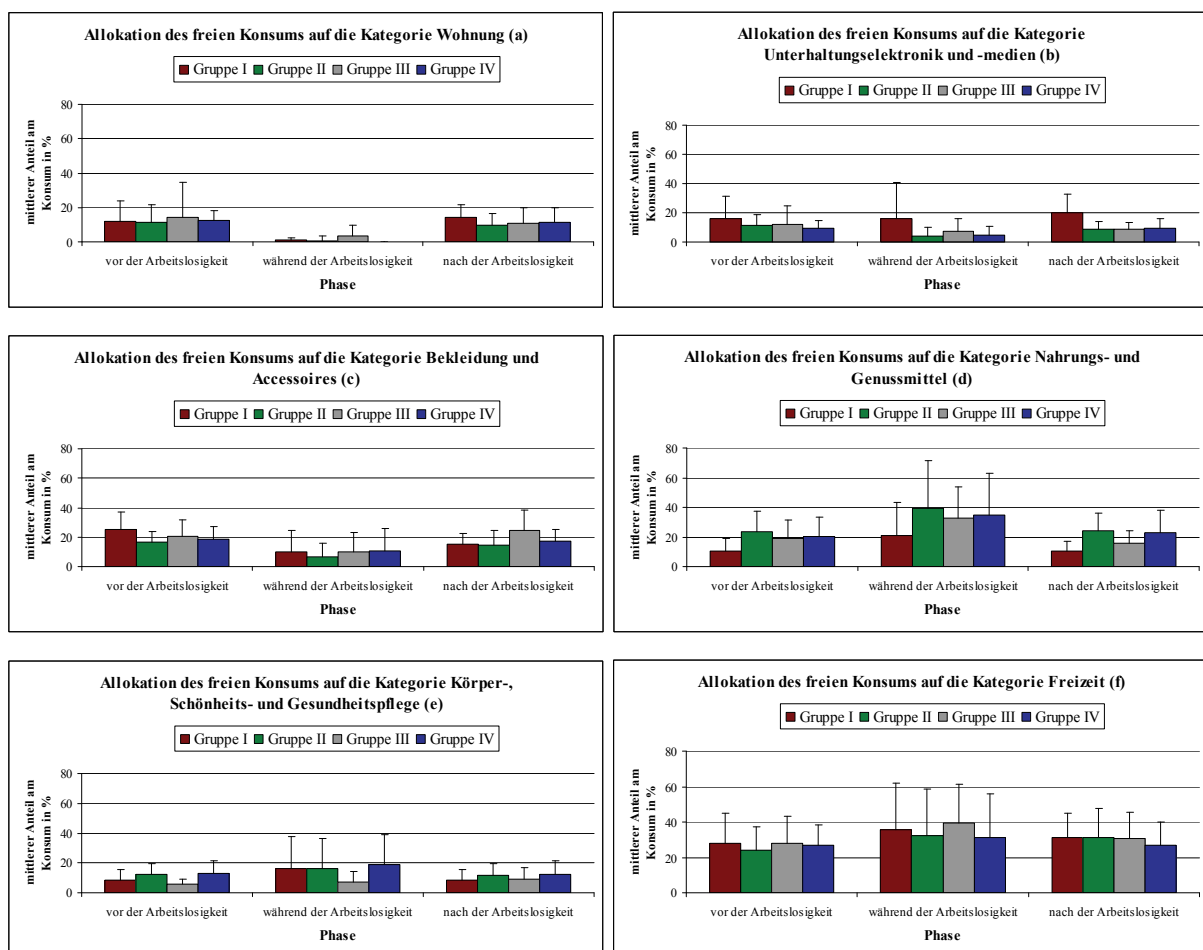 Allokation des freien Konsums auf die Kategorie Wohnung (a)
Gruppe I Gruppe II Gruppe III Gruppe IV
mittlerer Anteil am
Konsum in %
80
60
40
20
0
vor der Arbeitslosigkeit während der Arbeitslosigkeit nach der Arbeitslosigkeit
Phase
Allokation des freien Konsums auf die Kategorie
Unterhaltungselektronik und -medien (b)
Gruppe I Gruppe II Gruppe III Gruppe IV
mittlerer Anteil am
Konsum in %
80
60
40
20
0
vor der Arbeitslosigkeit während der Arbeitslosigkeit nach der Arbeitslosigkeit
Phase
Allokation des freien Konsums auf die Kategorie Bekleidung und
Accessoires (c)
Gruppe I Gruppe II Gruppe III Gruppe IV
mittlerer Anteil am
Konsum in %
80
60
40
20
0
vor der Arbeitslosigkeit während der Arbeitslosigkeit nach der Arbeitslosigkeit
Phase
Allokation des freien Konsums auf die Kategorie Nahrungs- und
Genussmittel (d)
Gruppe I Gruppe II Gruppe III Gruppe IV
mittlerer Anteil am
Konsum in %
80
60
40
20
0
vor der Arbeitslosigkeit während der Arbeitslosigkeit nach der Arbeitslosigkeit
Phase
Allokation des freien Konsums auf die Kategorie Körper-,
Schönheits- und Gesundheitspflege (e)
Gruppe I Gruppe II Gruppe III Gruppe IV
mittlerer Anteil am
Konsum in %
80
60
40
20
0
vor der Arbeitslosigkeit während der Arbeitslosigkeit nach der Arbeitslosigkeit
Phase
Allokation des freien Konsums auf die Kategorie Freizeit (f)
Gruppe I Gruppe II Gruppe III Gruppe IV
mittlerer Anteil am
Konsum in %
80
60
40
20
0
vor der Arbeitslosigkeit während der Arbeitslosigkeit nach der Arbeitslosigkeit
Phase